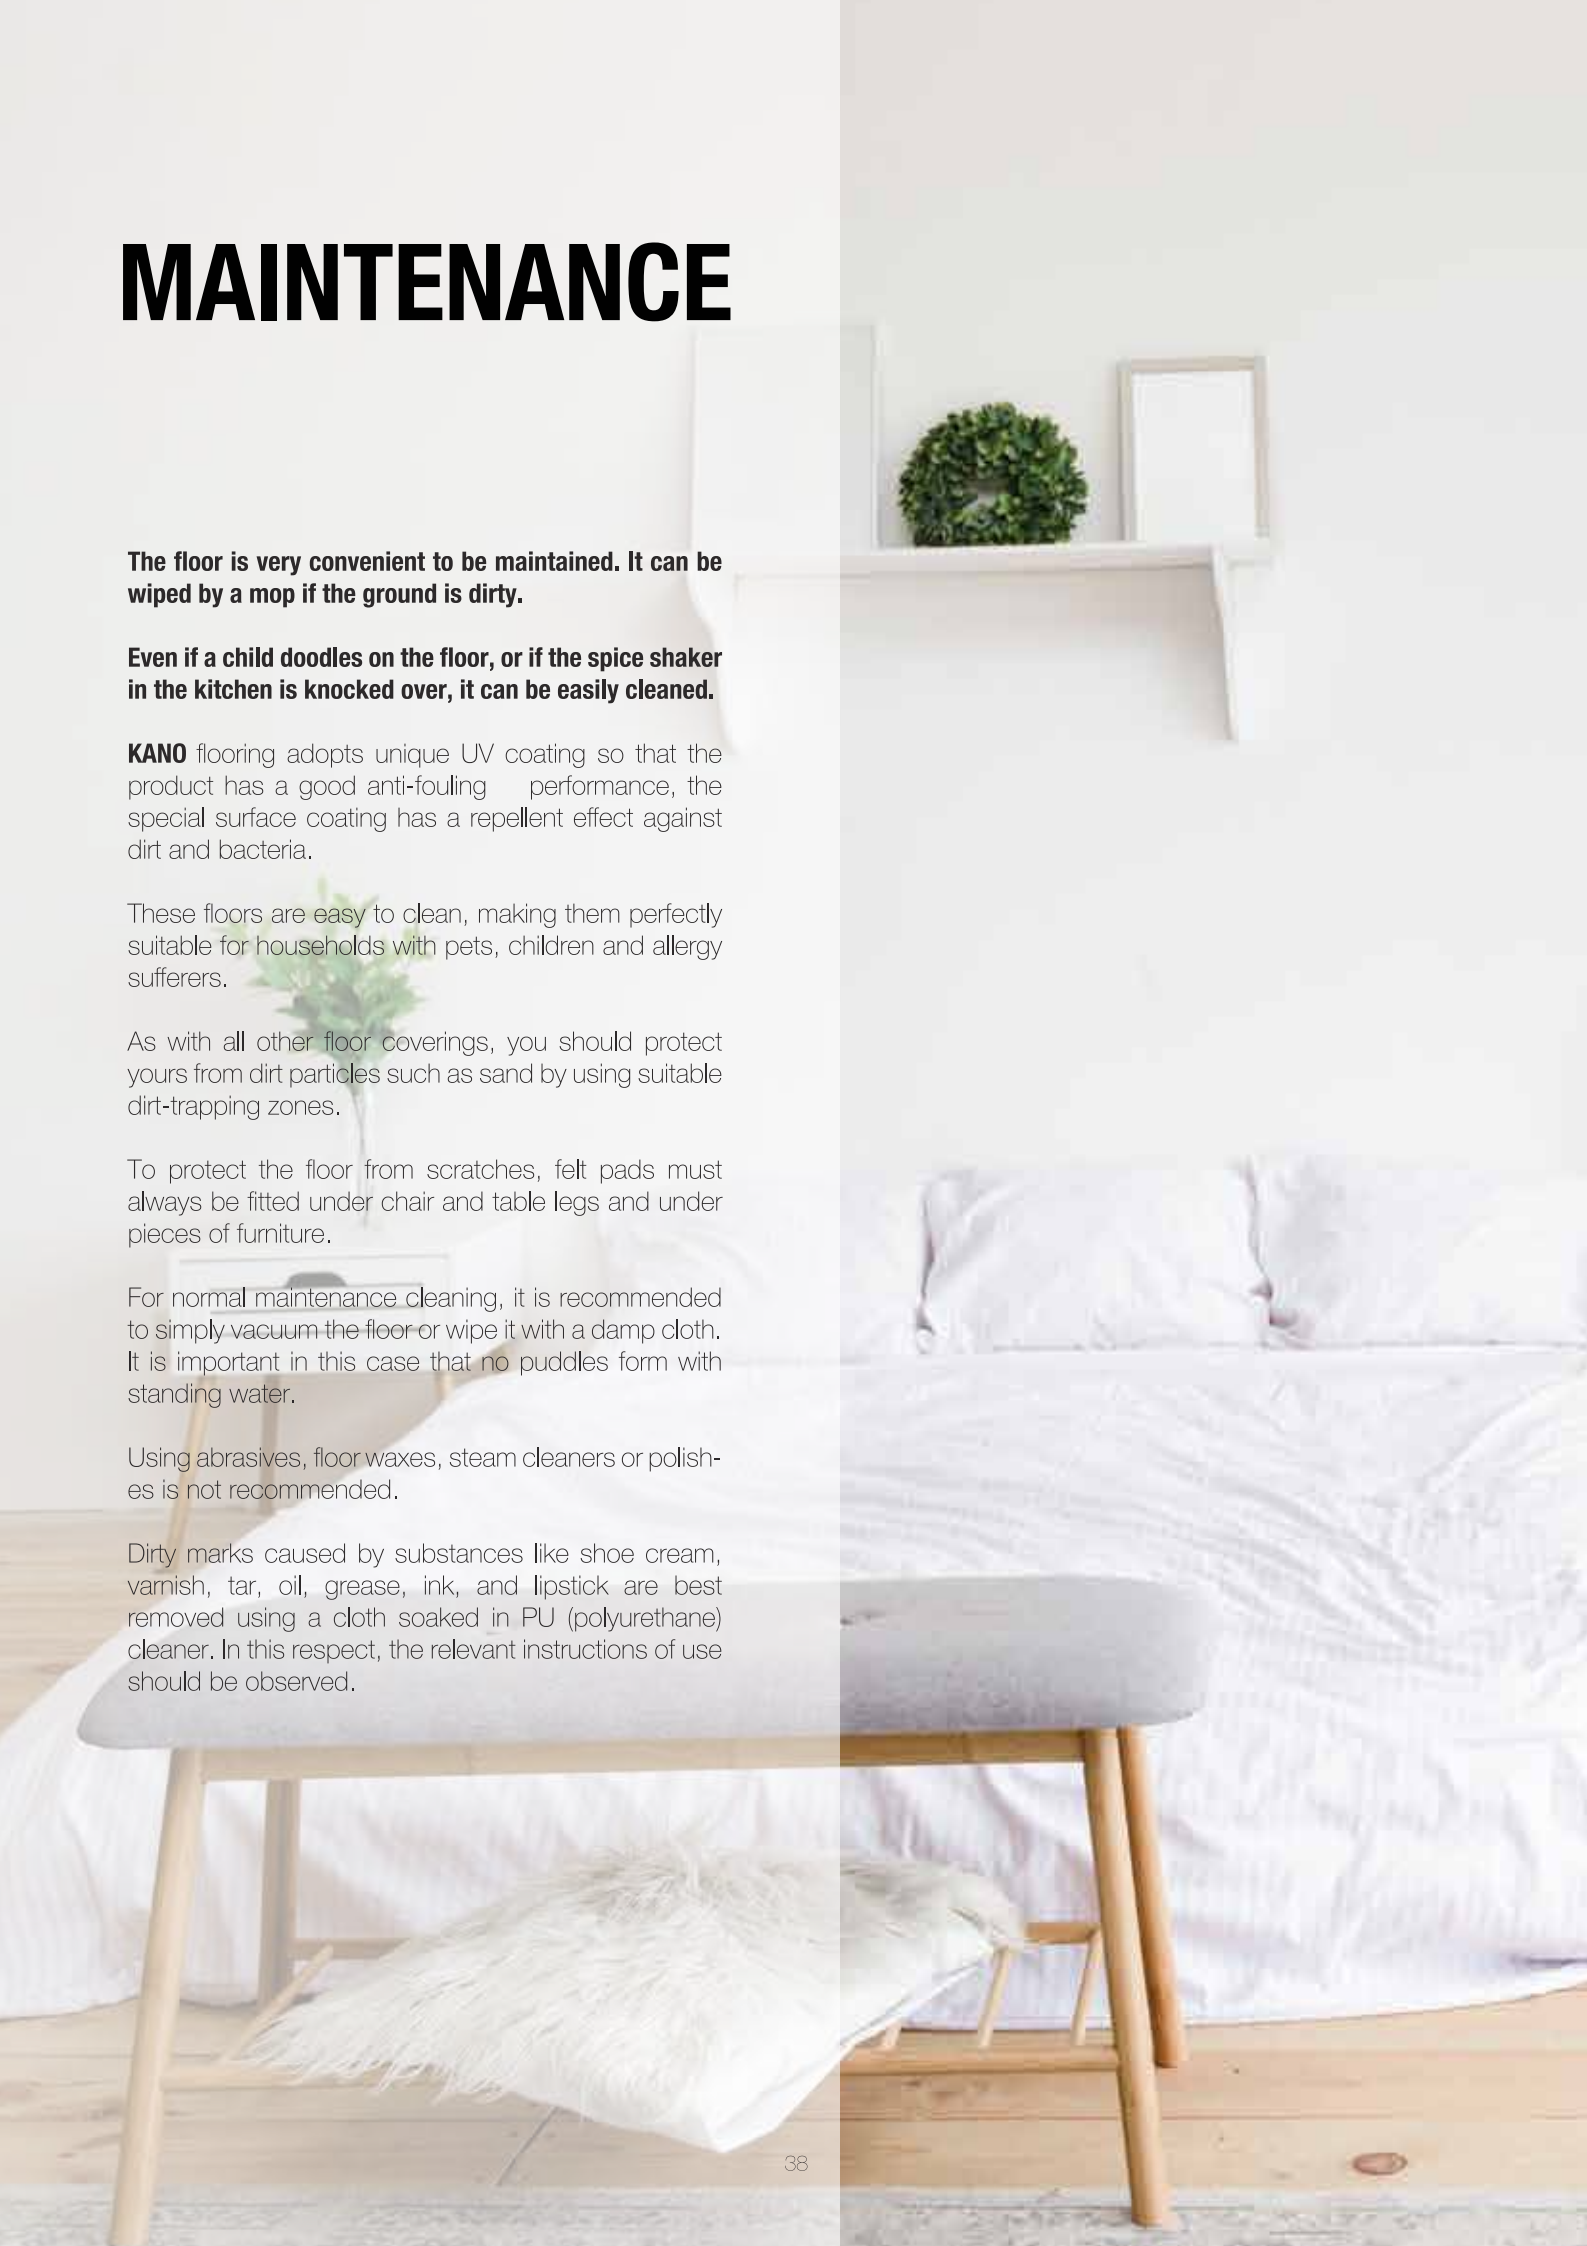 MAINTENANCE
The floor is very convenient to be maintained. It can be
wiped by a mop if the ground is dirty.
Even if a child doodles on the floor, or if the spice shaker
in the kitchen is knocked over, it can be easily cleaned.
KANO flooring adopts unique UV coating so that the
product has a good anti-fouling performance, the
special surface coating has a repellent effect against
dirt and bacteria.
These floors are easy to clean, making them perfectly
suitable for households with pets, children and allergy
sufferers.
As with all other floor coverings, you should protect
yours from dirt particles such as sand by using suitable
dirt-trapping zones.
To protect the floor from scratches, felt pads must
always be fitted under chair and table legs and under
pieces of furniture.
For normal maintenance cleaning, it is recommended
to simply vacuum the floor or wipe it with a damp cloth.
It is important in this case that no puddles form with
standing water.
Using abrasives, floor waxes, steam cleaners or polish-
es is not recommended.
Dirty marks caused by substances like shoe cream,
varnish, tar, oil, grease, ink, and lipstick are best
removed using a cloth soaked in PU (polyurethane)
cleaner. In this respect, the relevant instructions of use
should be observed.
38